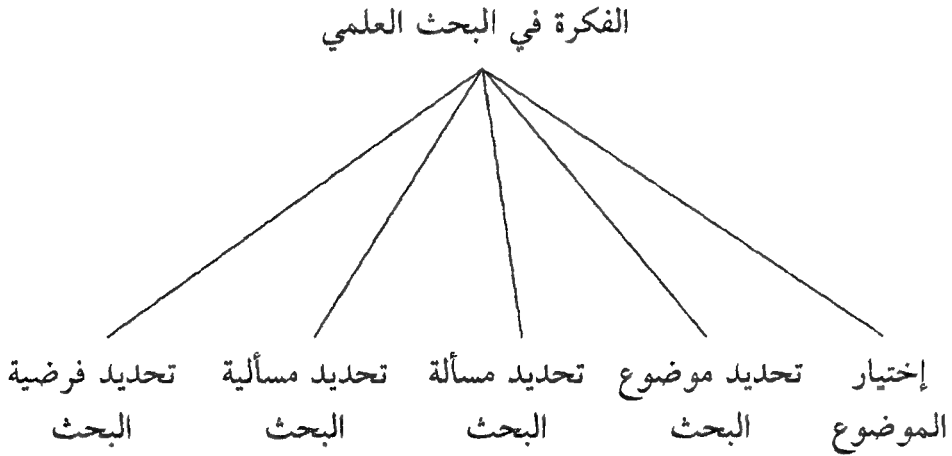 الفكرة في البحث العلمي
إختيار الموضوع
تحديد موضوع البحث
تحديد مسألة البحث
تحديد مسألية البحث
تحديد فرضية البحث